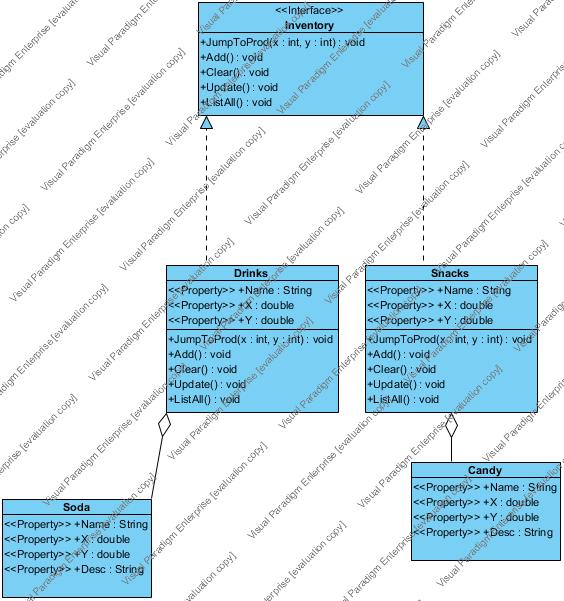 <<Interface>>
Inventory
+JumpToProd(x : int, y : int) : void
+Add() : void
+Clear() : void
+Update() : void
+ListAll() : void
Drinks
<<Property>> +Name : String
<<Property>> +X : double
<<Property>> +Y : double
+JumpToProd(x : int, y : int) : void
+Add() : void
+Clear() : void
+Update() : void
+ListAll() : void
Snacks
<<Property>> +Name : String
<<Property>> +X : double
<<Property>> +Y : double
+JumpToProd(x : int, y : int) : void
+Add() : void
+Clear() : void
+Update() : void
+ListAll() : void
Candy
<<Property>> +Name : String
<<Property>> +X : double
<<Property>> +Y : double
<<Property>> +Desc : String
Soda
<<Property>> +Name : String
<<Property>> +X : double
<<Property>> +Y : double
<<Property>> +Desc : String
Visual Paradigm Enterprise [evaluation copy]